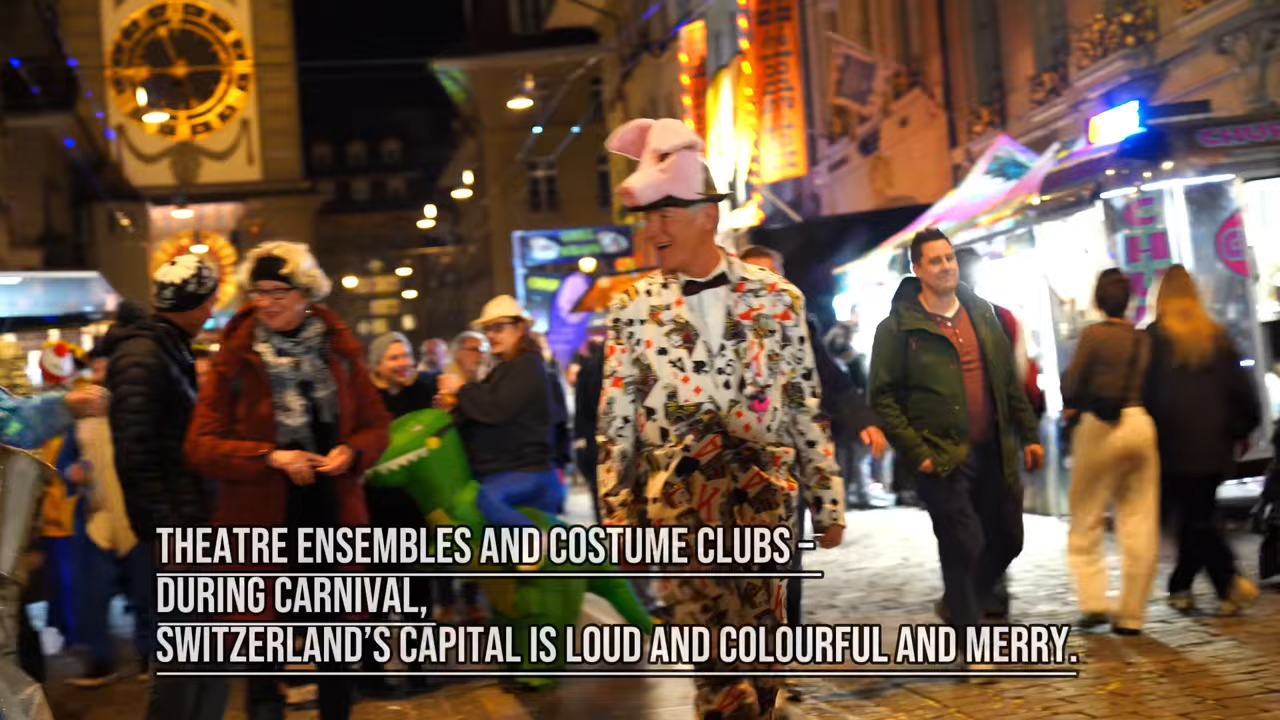 THEATRE ENSEMBLES AND COSTUME CLUBS –
DURING CARNIVAL,
SWITZERLAND'S CAPITAL IS LOUD AND COLOURFUL AND MERRY.